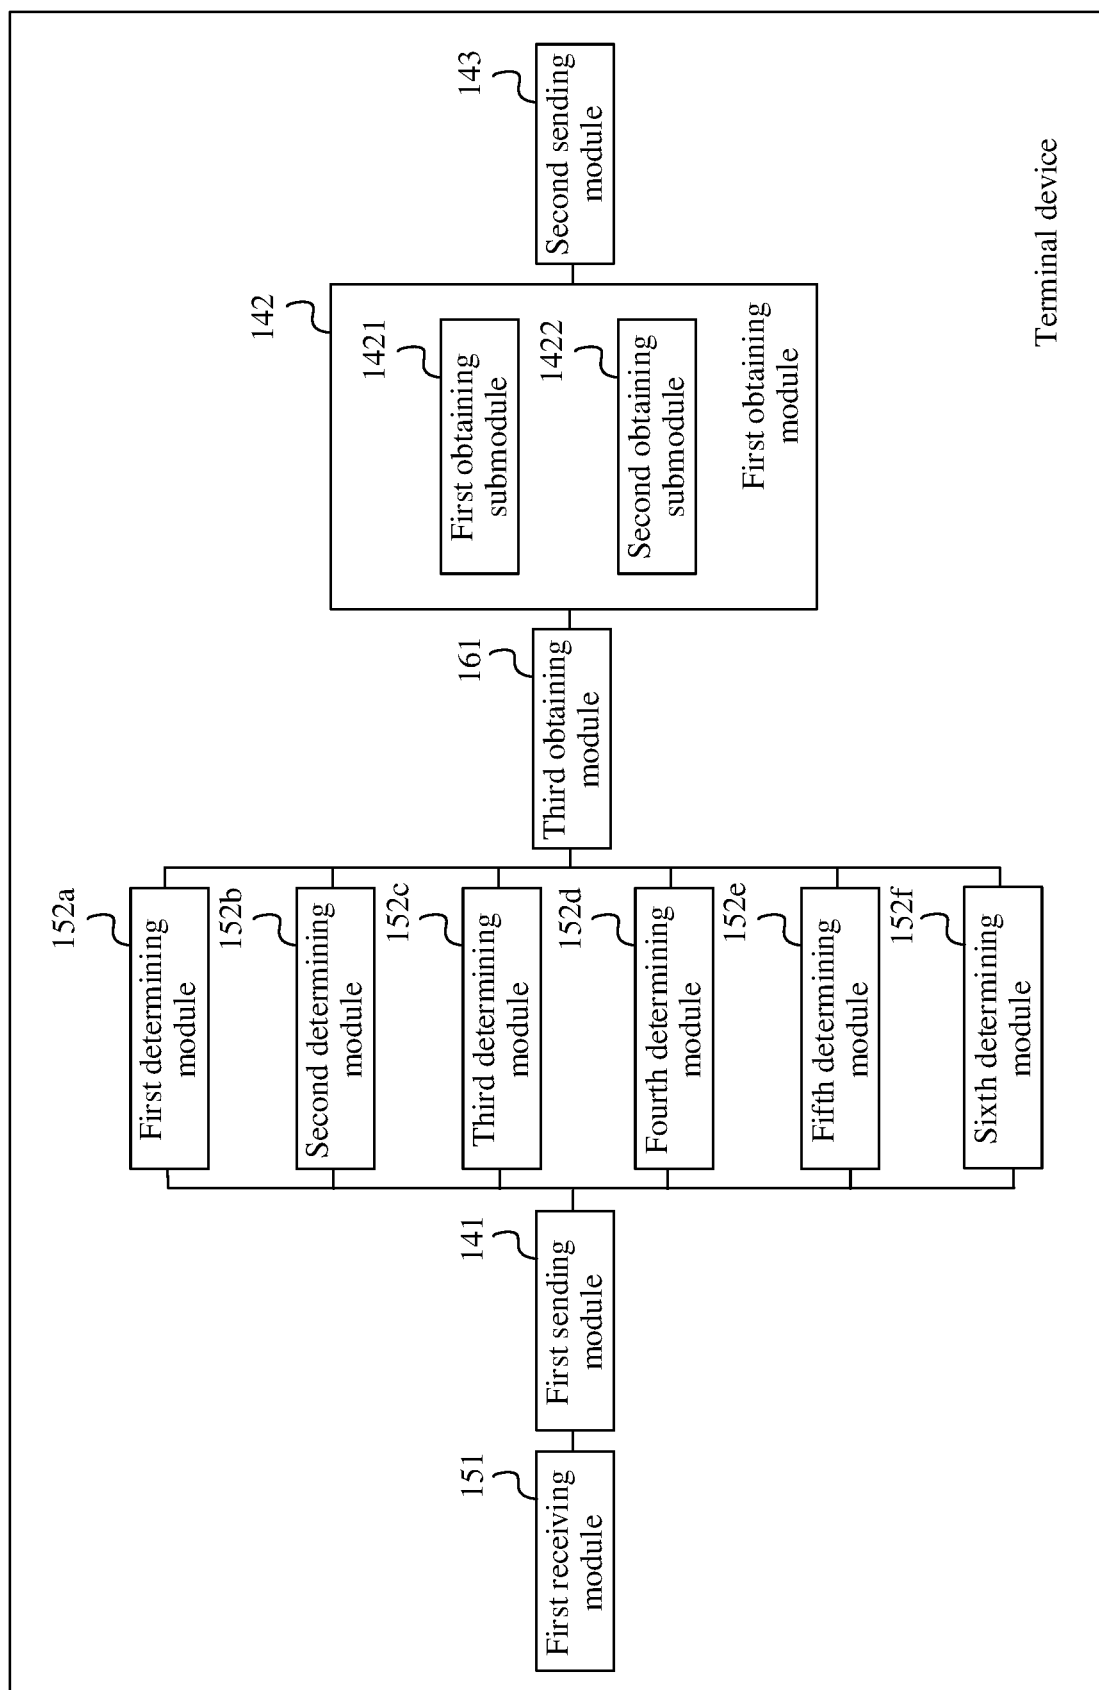 151
First receiving
module
141
First sending
module
152a
First determining
module
152b
Second determining
module
152c
Third determining
module
152d
Fourth determining
module
152e
Fifth determining
module
152f
Sixth determining
module
161
Third obtaining
module
142
1421
First obtaining
submodule
1422
Second obtaining
submodule
First obtaining
module
143
Second sending
module
Terminal device